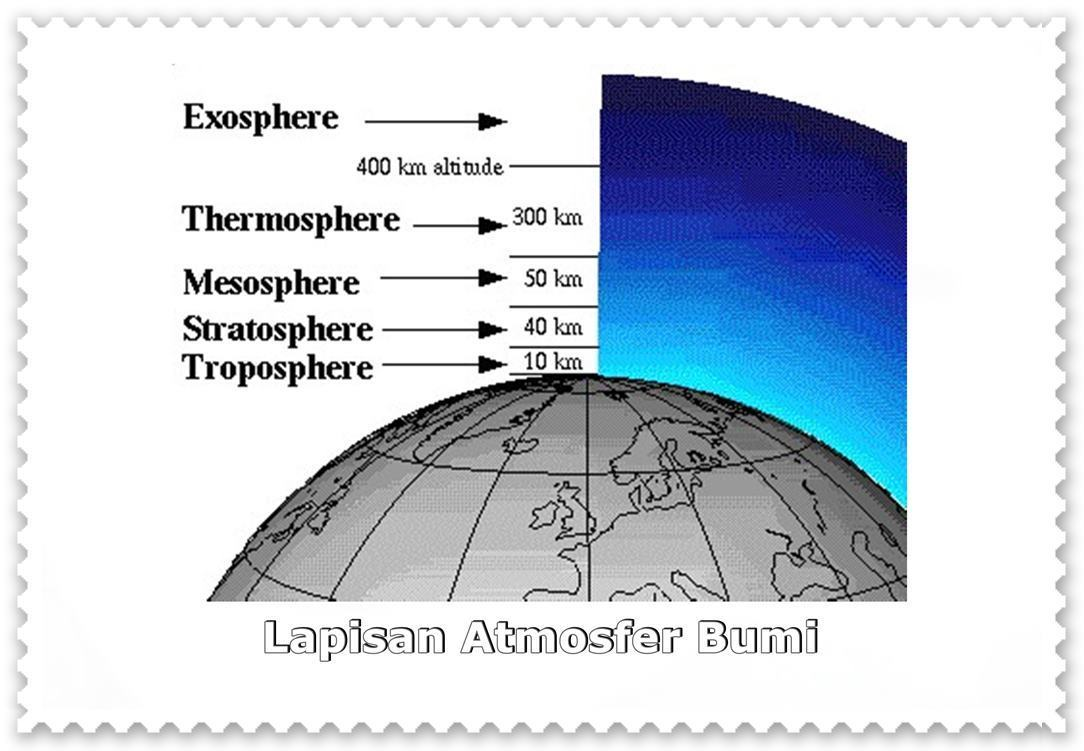 Exosphere
400 km altitude
Thermosphere 300 km
Mesosphere 50 km
Stratosphere 40 km
Troposphere 10 km
Lapisan Atmosfer Bumi